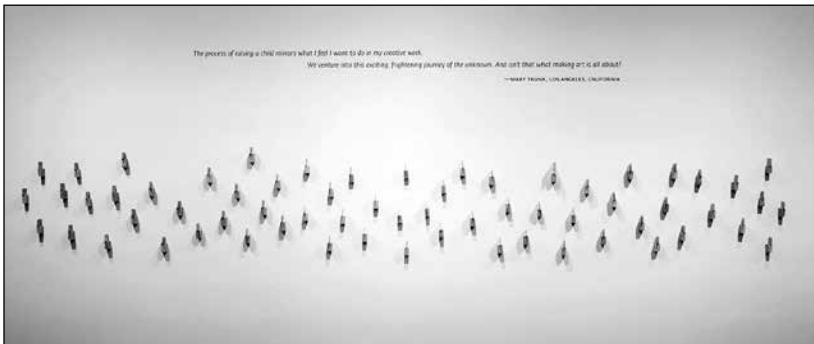 The process of raising a child mirrors what I feel I want to do in my creative work.
We venture into this exciting, frightening journey of the unknown. And isn't that what making art is all about?
—MARY TRUNK, LOS ANGELES, CALIFORNIA